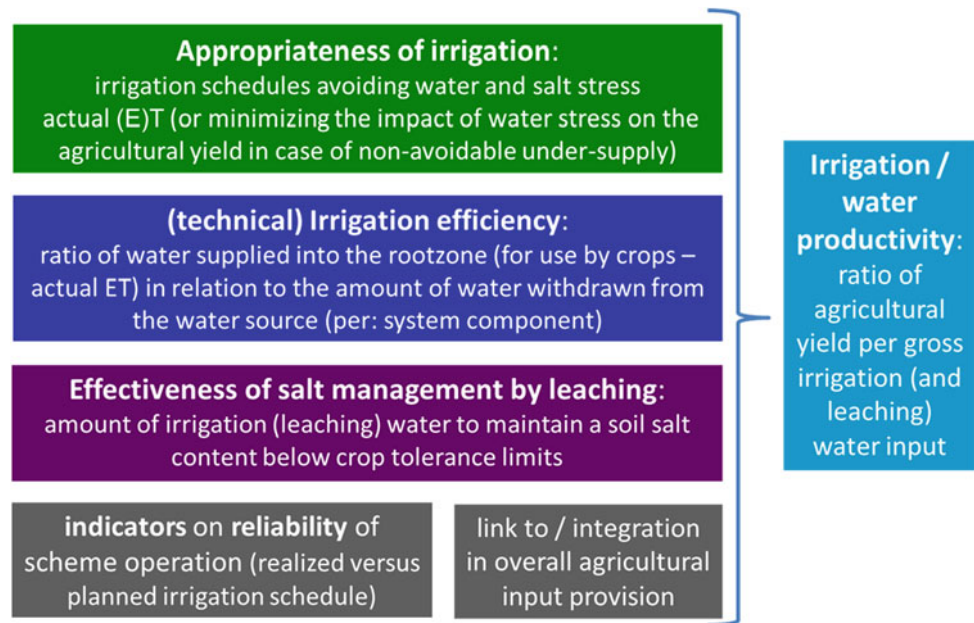 Appropriateness of irrigation:
irrigation schedules avoiding water and salt stress
actual (E)T (or minimizing the impact of water stress on the
agricultural yield in case of non-avoidable under-supply)
(technical) Irrigation efficiency:
ratio of water supplied into the rootzone (for use by crops –
actual ET) in relation to the amount of water withdrawn from
the water source (per: system component)
Effectiveness of salt management by leaching:
amount of irrigation (leaching) water to maintain a soil salt
content below crop tolerance limits
indicators on reliability of
scheme operation (realized versus
planned irrigation schedule)
link to / integration
in overall agricultural
input provision
Irrigation /
water
productivity:
ratio of
agricultural
yield per gross
irrigation (and
leaching)
water input